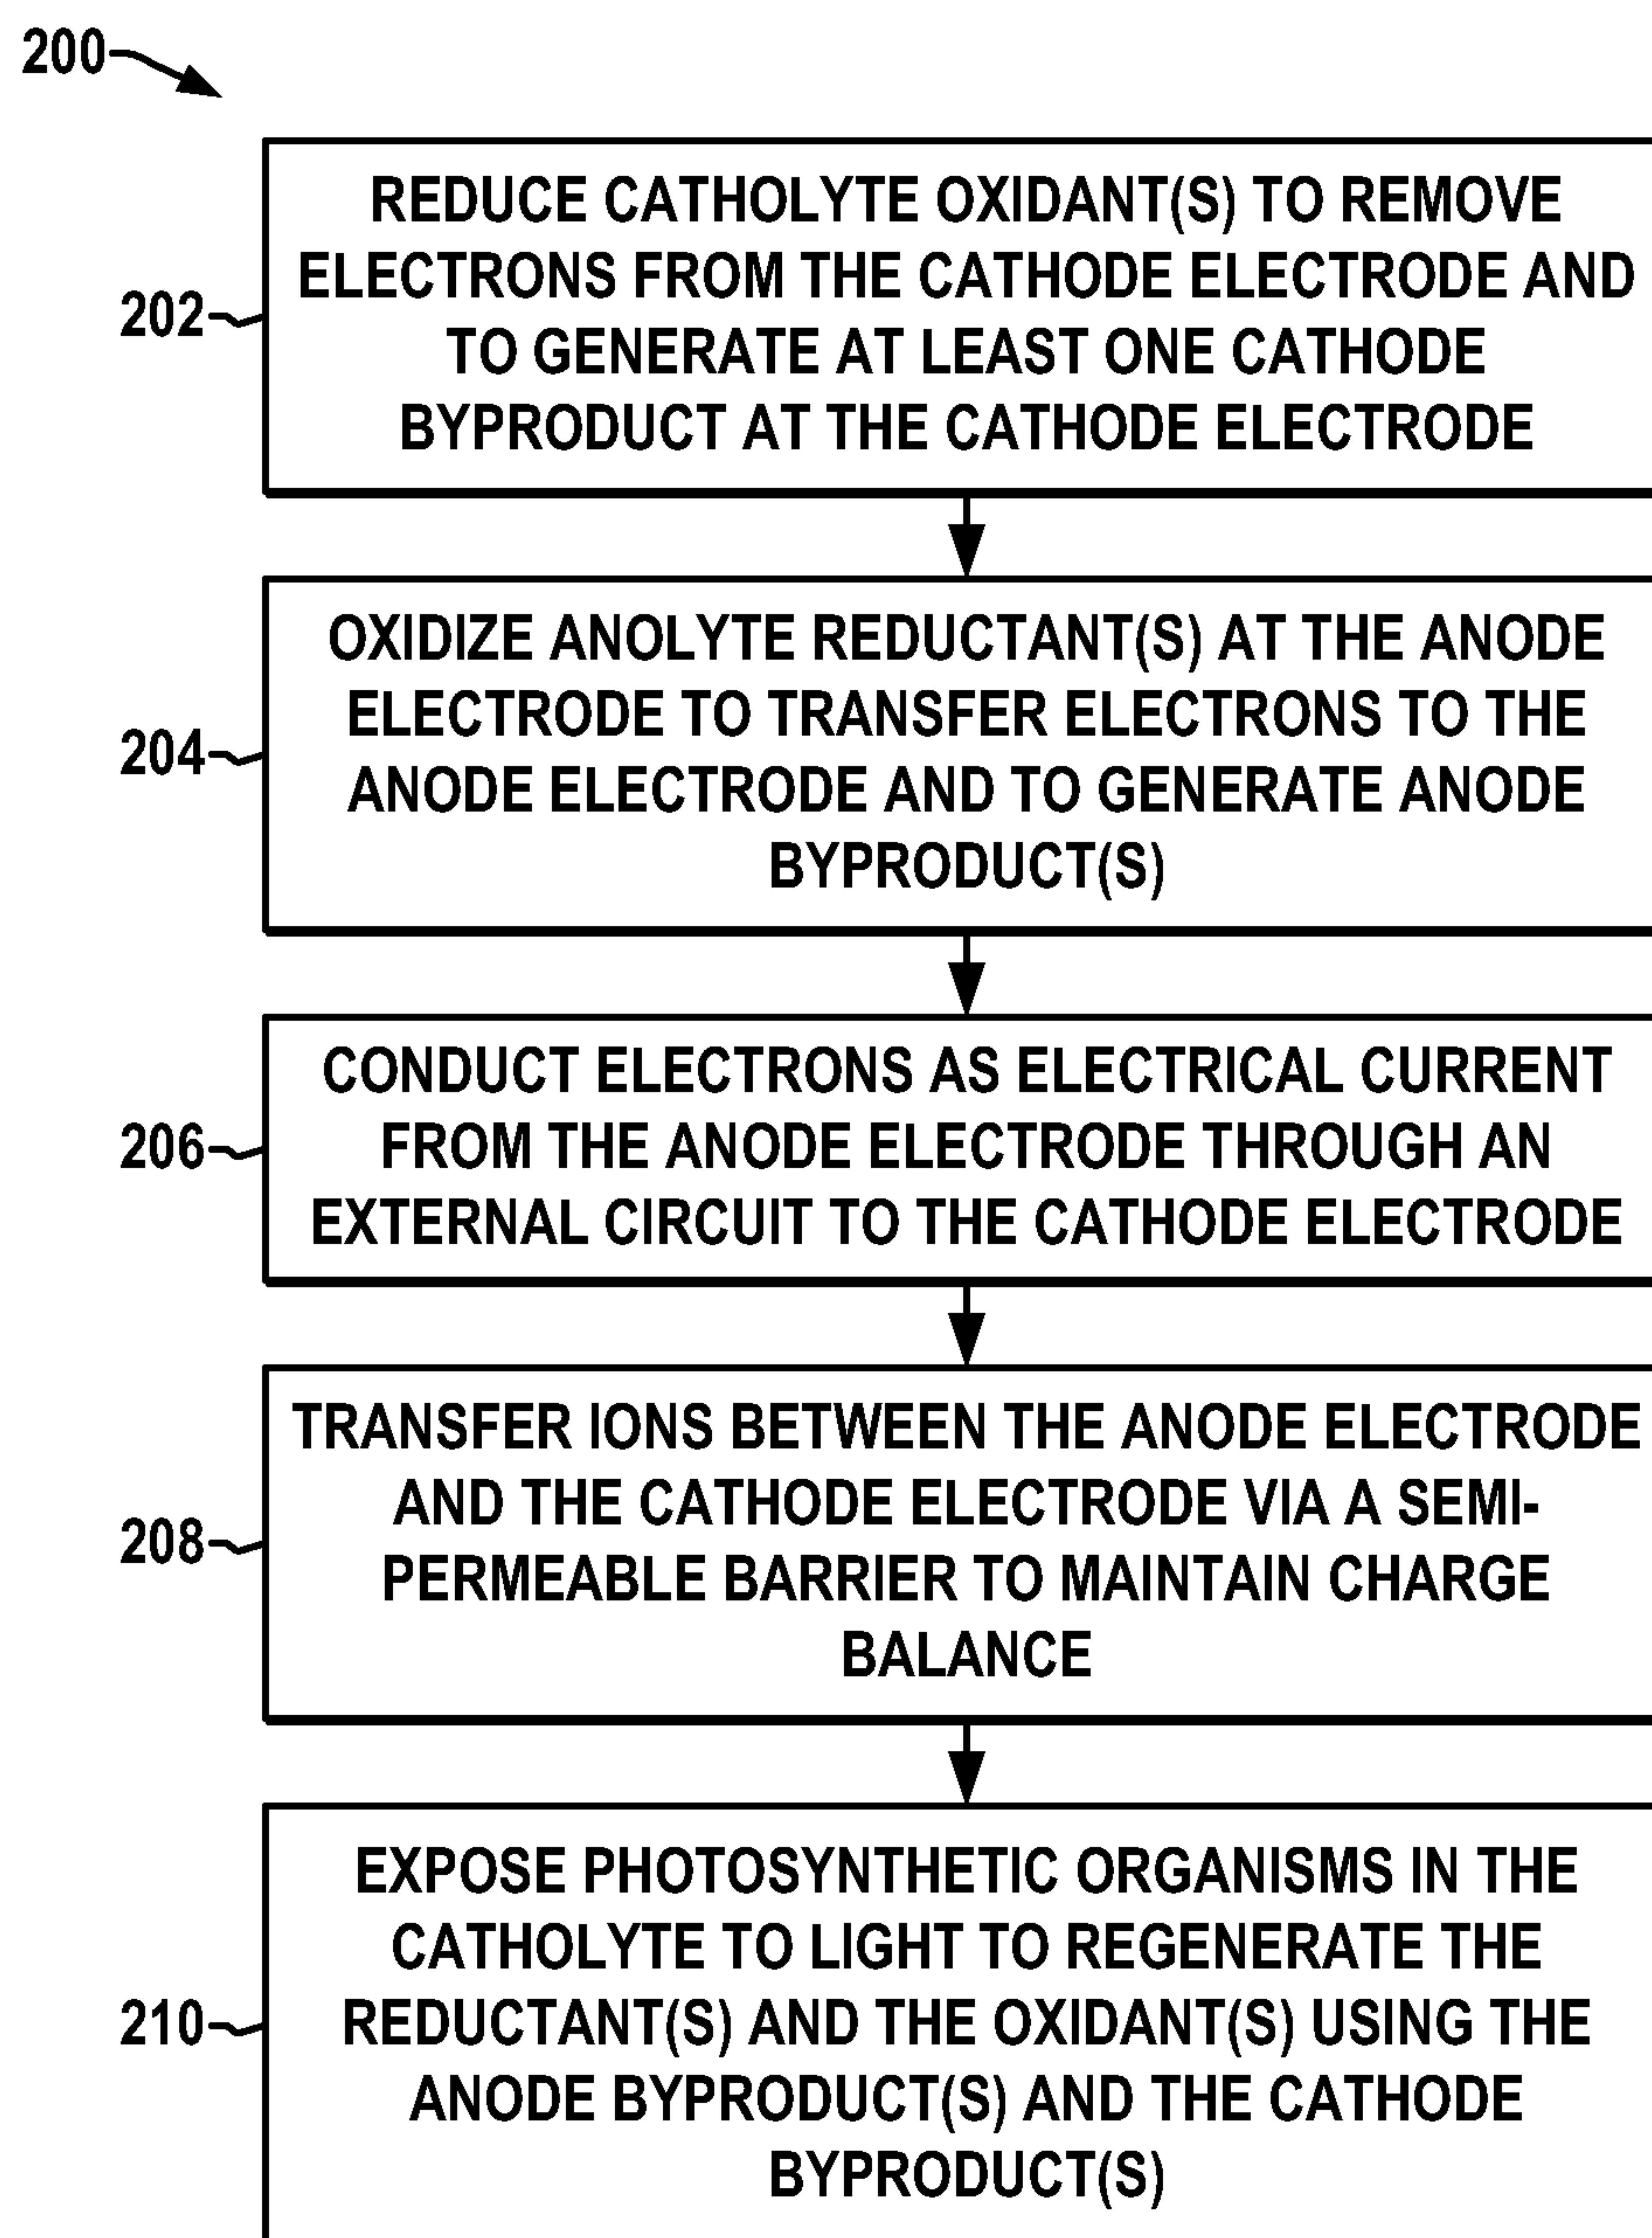 200
202
REDUCE CATHOLYTE OXIDANT(S) TO REMOVE
ELECTRONS FROM THE CATHODE ELECTRODE AND
TO GENERATE AT LEAST ONE CATHODE
BYPRODUCT AT THE CATHODE ELECTRODE
204
OXIDIZE ANOLYTE REDUCTANT(S) AT THE ANODE
ELECTRODE TO TRANSFER ELECTRONS TO THE
ANODE ELECTRODE AND TO GENERATE ANODE
BYPRODUCT(S)
206
CONDUCT ELECTRONS AS ELECTRICAL CURRENT
FROM THE ANODE ELECTRODE THROUGH AN
EXTERNAL CIRCUIT TO THE CATHODE ELECTRODE
208
TRANSFER IONS BETWEEN THE ANODE ELECTRODE
AND THE CATHODE ELECTRODE VIA A SEMI-
PERMEABLE BARRIER TO MAINTAIN CHARGE
BALANCE
210
EXPOSE PHOTOSYNTHETIC ORGANISMS IN THE
CATHOLYTE TO LIGHT TO REGENERATE THE
REDUCTANT(S) AND THE OXIDANT(S) USING THE
ANODE BYPRODUCT(S) AND THE CATHODE
BYPRODUCT(S)